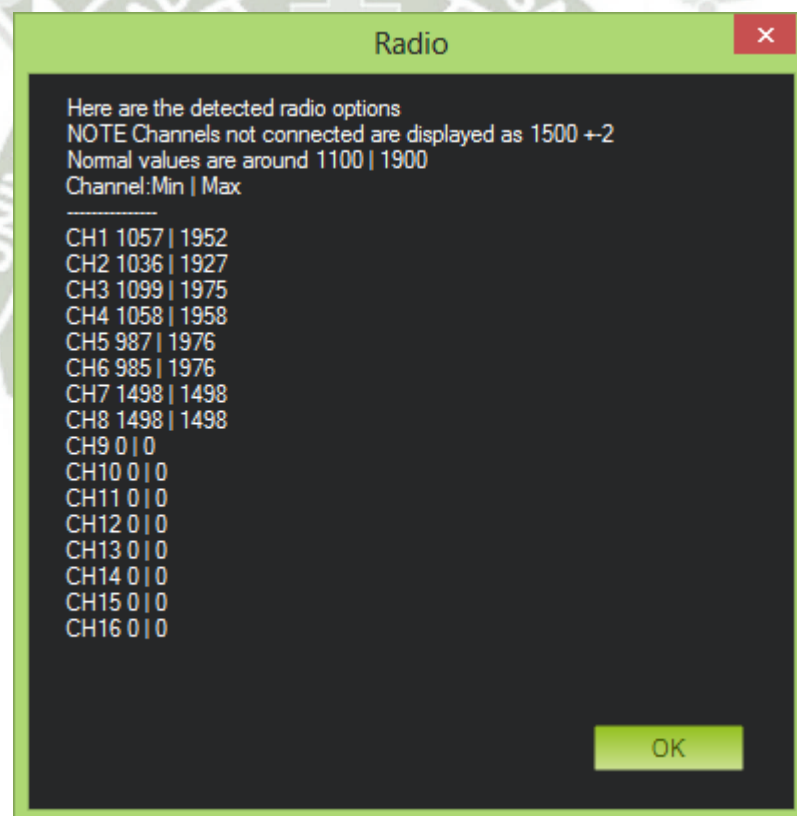 Radio
Here are the detected radio options
NOTE Channels not connected are displayed as 1500 +-2
Normal values are around 1100 | 1900
Channel:Min | Max
---------------
CH1 1057 | 1952
CH2 1036 | 1927
CH3 1099 | 1975
CH4 1058 | 1958
CH5 987 | 1976
CH6 985 | 1976
CH7 1498 | 1498
CH8 1498 | 1498
CH9 0 | 0
CH10 0 | 0
CH11 0 | 0
CH12 0 | 0
CH13 0 | 0
CH14 0 | 0
CH15 0 | 0
CH16 0 | 0
OK